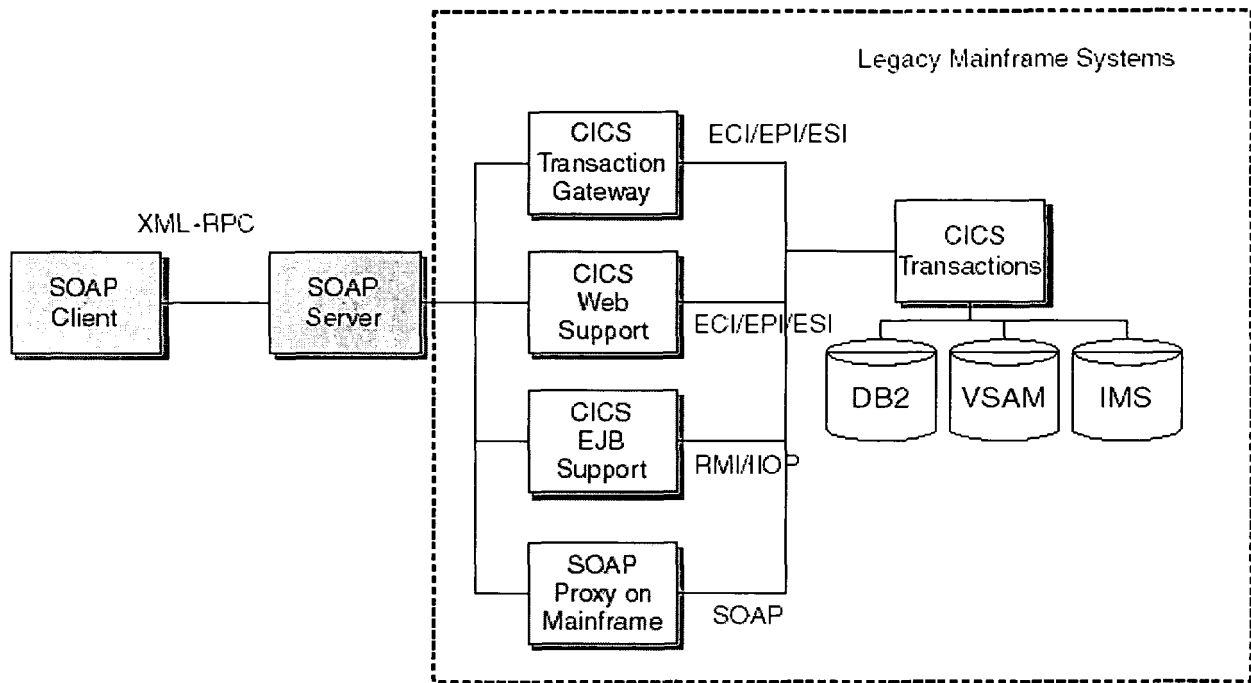 Legacy Mainframe Systems
CICS
Transaction
Gateway
ECI/EPI/ESI
XML-RPC
SOAP
Client
SOAP
Server
CICS
Web
Support
ECI/EPI/ESI
CICS
Transactions
DB2
VSAM
IMS
CICS
EJB
Support
RMI/IIOP
SOAP
Proxy on
Mainframe
SOAP